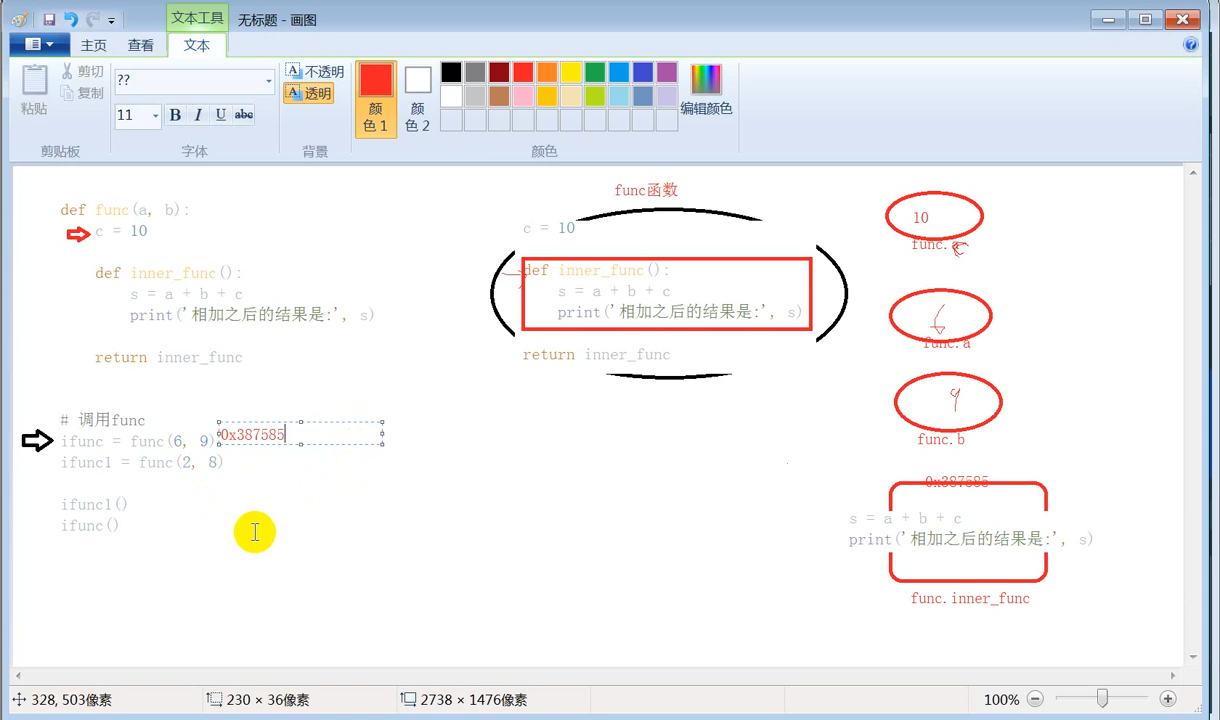 文本工具
无标题 - 画图
主页
查看
文本
粘贴
剪切
复制
剪贴板
??
11
B I U abc
字体
不透明
透明
背景
颜色 1
颜色 2
编辑颜色
颜色
def func(a, b):
c = 10
def inner_func():
s = a + b + c
print('相加之后的结果是:', s)
return inner_func
# 调用func
ifunc = func(6, 9)
0x387585
ifunc1 = func(2, 8)
ifunc1()
ifunc()
func函数
c = 10
def inner_func():
s = a + b + c
print('相加之后的结果是:', s)
return inner_func
10
func.a
c
6
func.a
9
func.b
0x387585
s = a + b + c
print('相加之后的结果是:', s)
func.inner_func
328, 503像素
230 × 36像素
2738 × 1476像素
100%